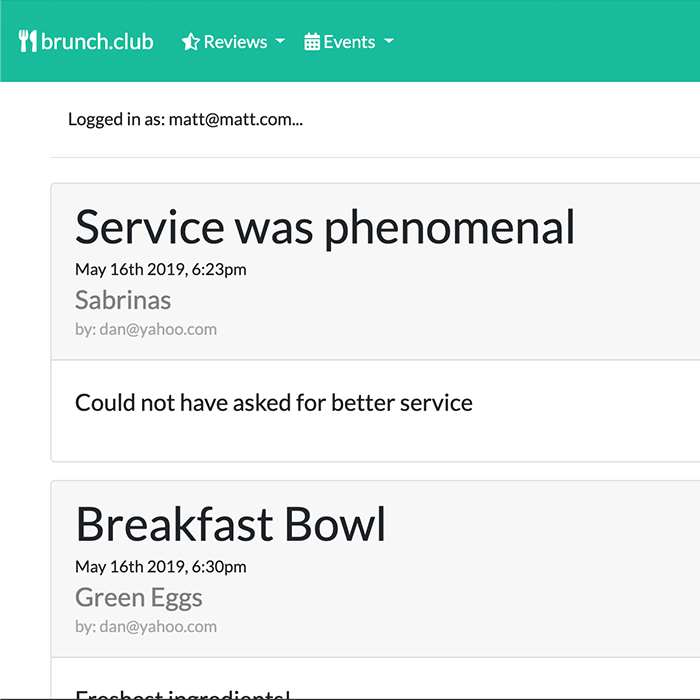 brunch.club Reviews Events
Logged in as: matt@matt.com...
Service was phenomenal
May 16th 2019, 6:23pm
Sabrinas
by: dan@yahoo.com
Could not have asked for better service
Breakfast Bowl
May 16th 2019, 6:30pm
Green Eggs
by: dan@yahoo.com
Freshest ingredients!